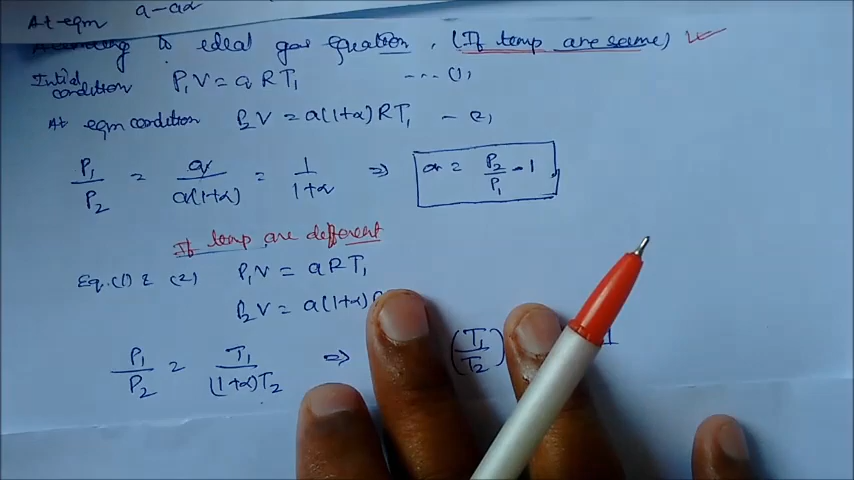 At eqm a-aα
According to ideal gas equation. (If temp are same)
Initial condition P₁V = a RT₁ ---- (1),
At eqm condition P₂V = a(1+α)RT₁ - (2),
P₁/P₂ = a/a(1+α) = 1/1+α ⇒ α = P₂/P₁ - 1
If temp are different
Eq. (1) & (2) P₁V = aRT₁
P₂V = a(1+α)
P₁/P₂ = T₁/(1+α)T₂ ⇒ (T₁/T₂) 1